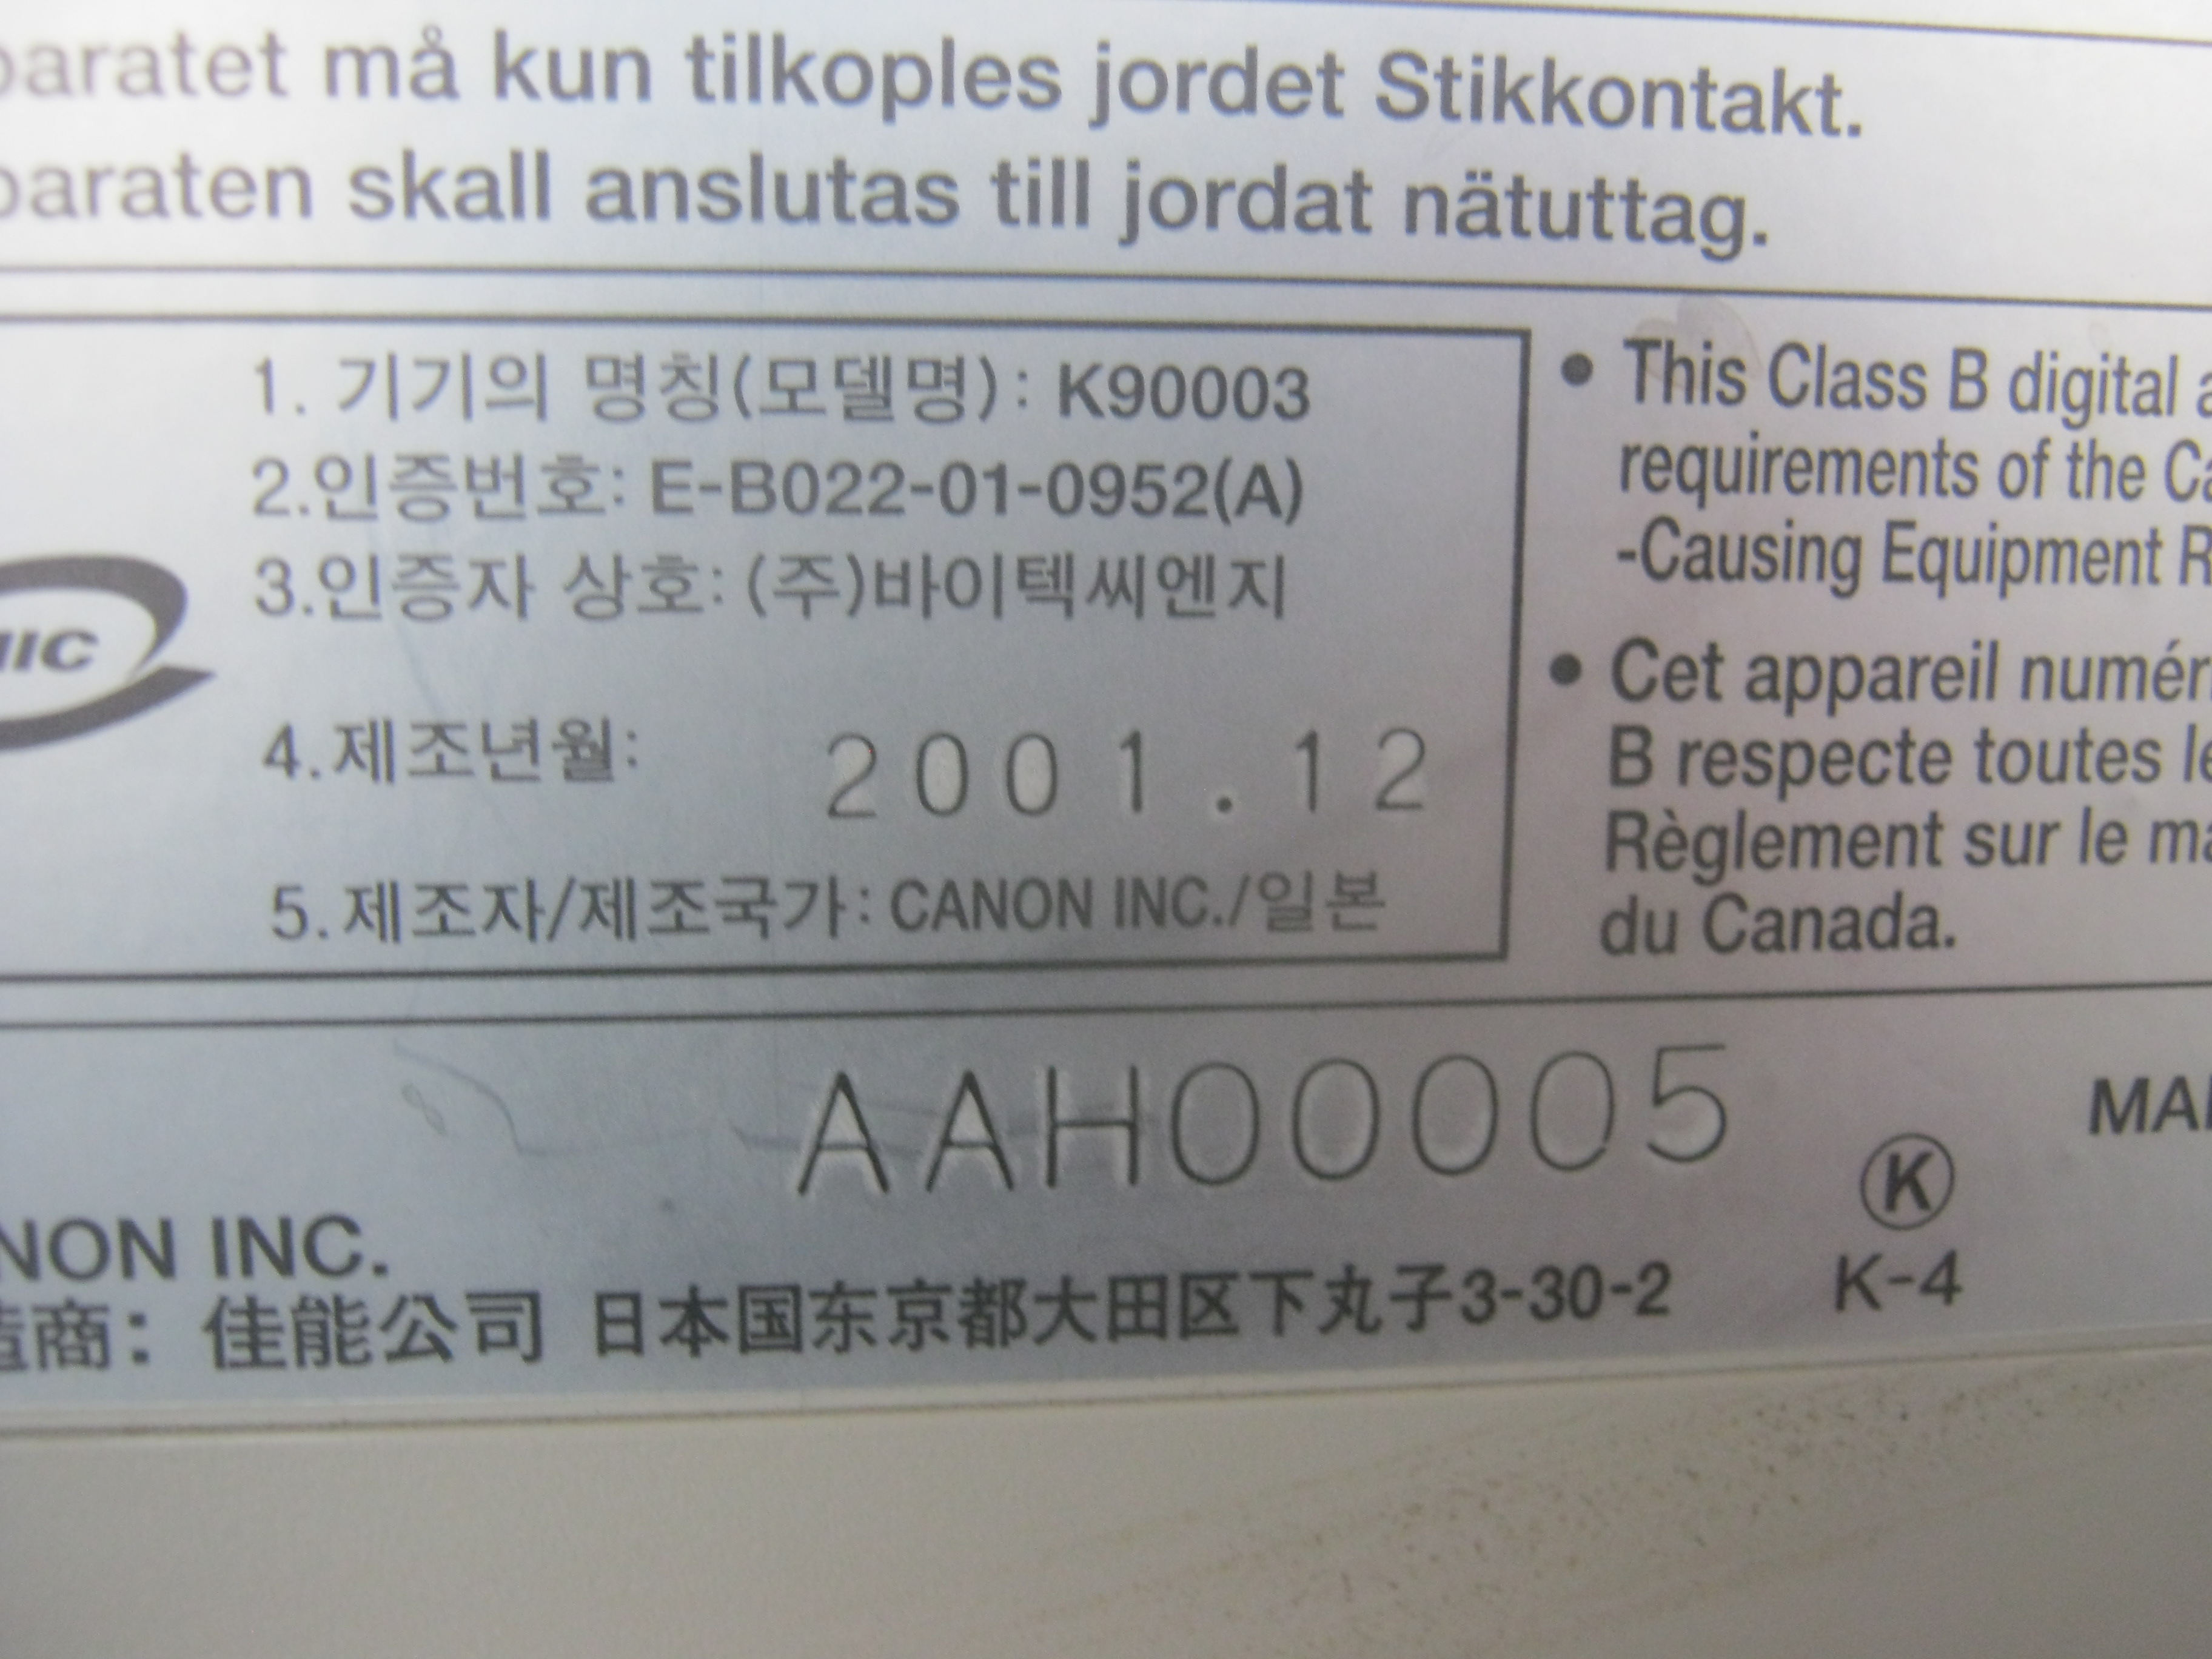 paratet må kun tilkoples jordet Stikkontakt.
paraten skall anslutas till jordat nätuttag.
1. 기기의 명칭(모델명): K90003
2.인증번호: E-B022-01-0952(A)
3.인증자 상호: (주)바이텍씨엔지
4.제조년월: 2001.12
5.제조자/제조국가: CANON INC./일본
MIC
• This Class B digital a
requirements of the Ca
-Causing Equipment R
• Cet appareil numér
B respecte toutes le
Règlement sur le ma
du Canada.
AAH00005
NON INC.
造商: 佳能公司 日本国东京都大田区下丸子3-30-2
K
K-4
MA